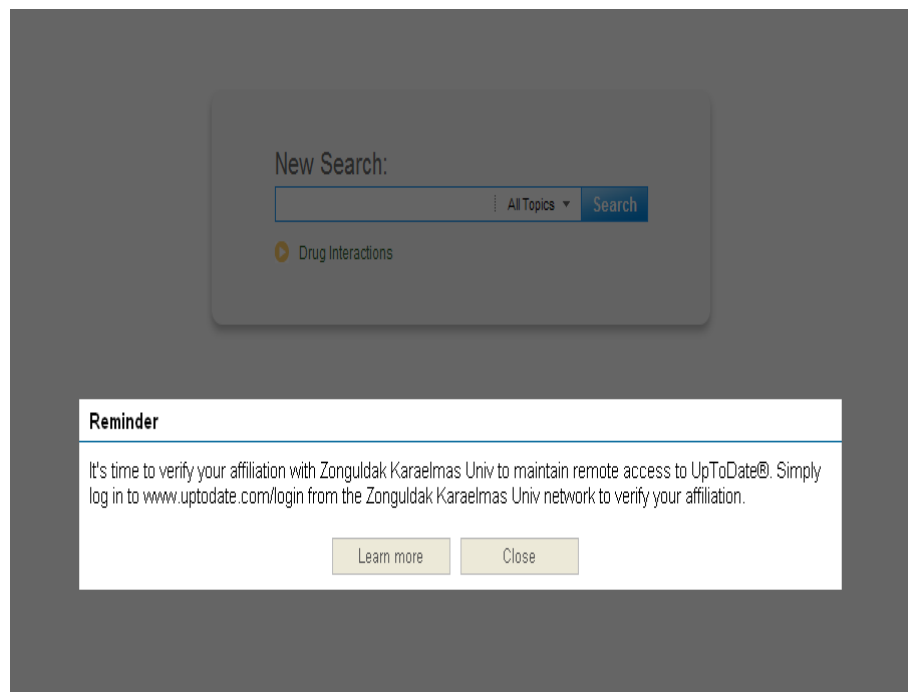 New Search:
All Topics
Search
Drug Interactions
Reminder
It's time to verify your affiliation with Zonguldak Karaelmas Univ to maintain remote access to UpToDate®. Simply
log in to www.uptodate.com/login from the Zonguldak Karaelmas Univ network to verify your affiliation.
Learn more
Close